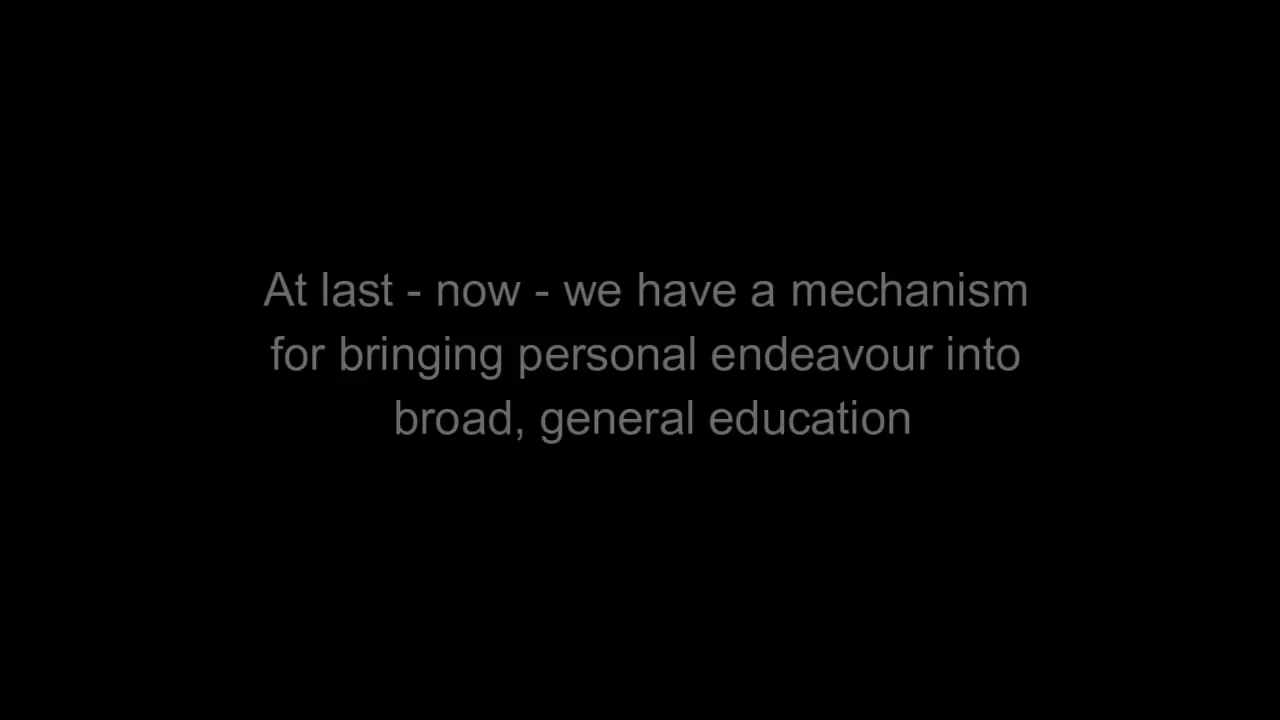 At last - now - we have a mechanism
for bringing personal endeavour into
broad, general education